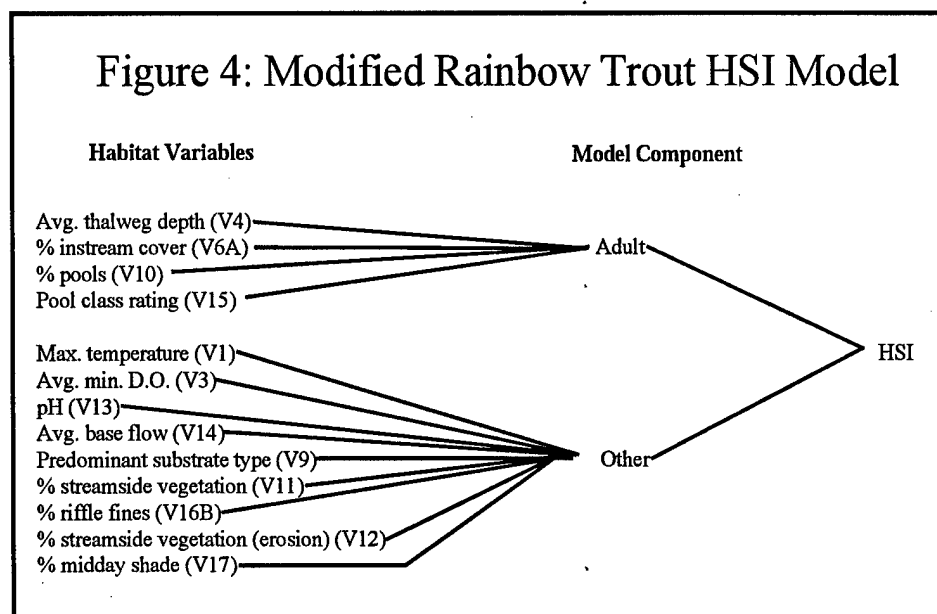 Figure 4: Modified Rainbow Trout HSI Model
Habitat Variables Model Component
Avg. thalweg depth (V4)
% instream cover (V6A) Adult
% pools (V10)
Pool class rating (V15)
Max. temperature (V1) HSI
Avg. min. D.O. (V3)
pH (V13)
Avg. base flow (V14)
Predominant substrate type (V9) Other
% streamside vegetation (V11)
% riffle fines (V16B)
% streamside vegetation (erosion) (V12)
% midday shade (V17)